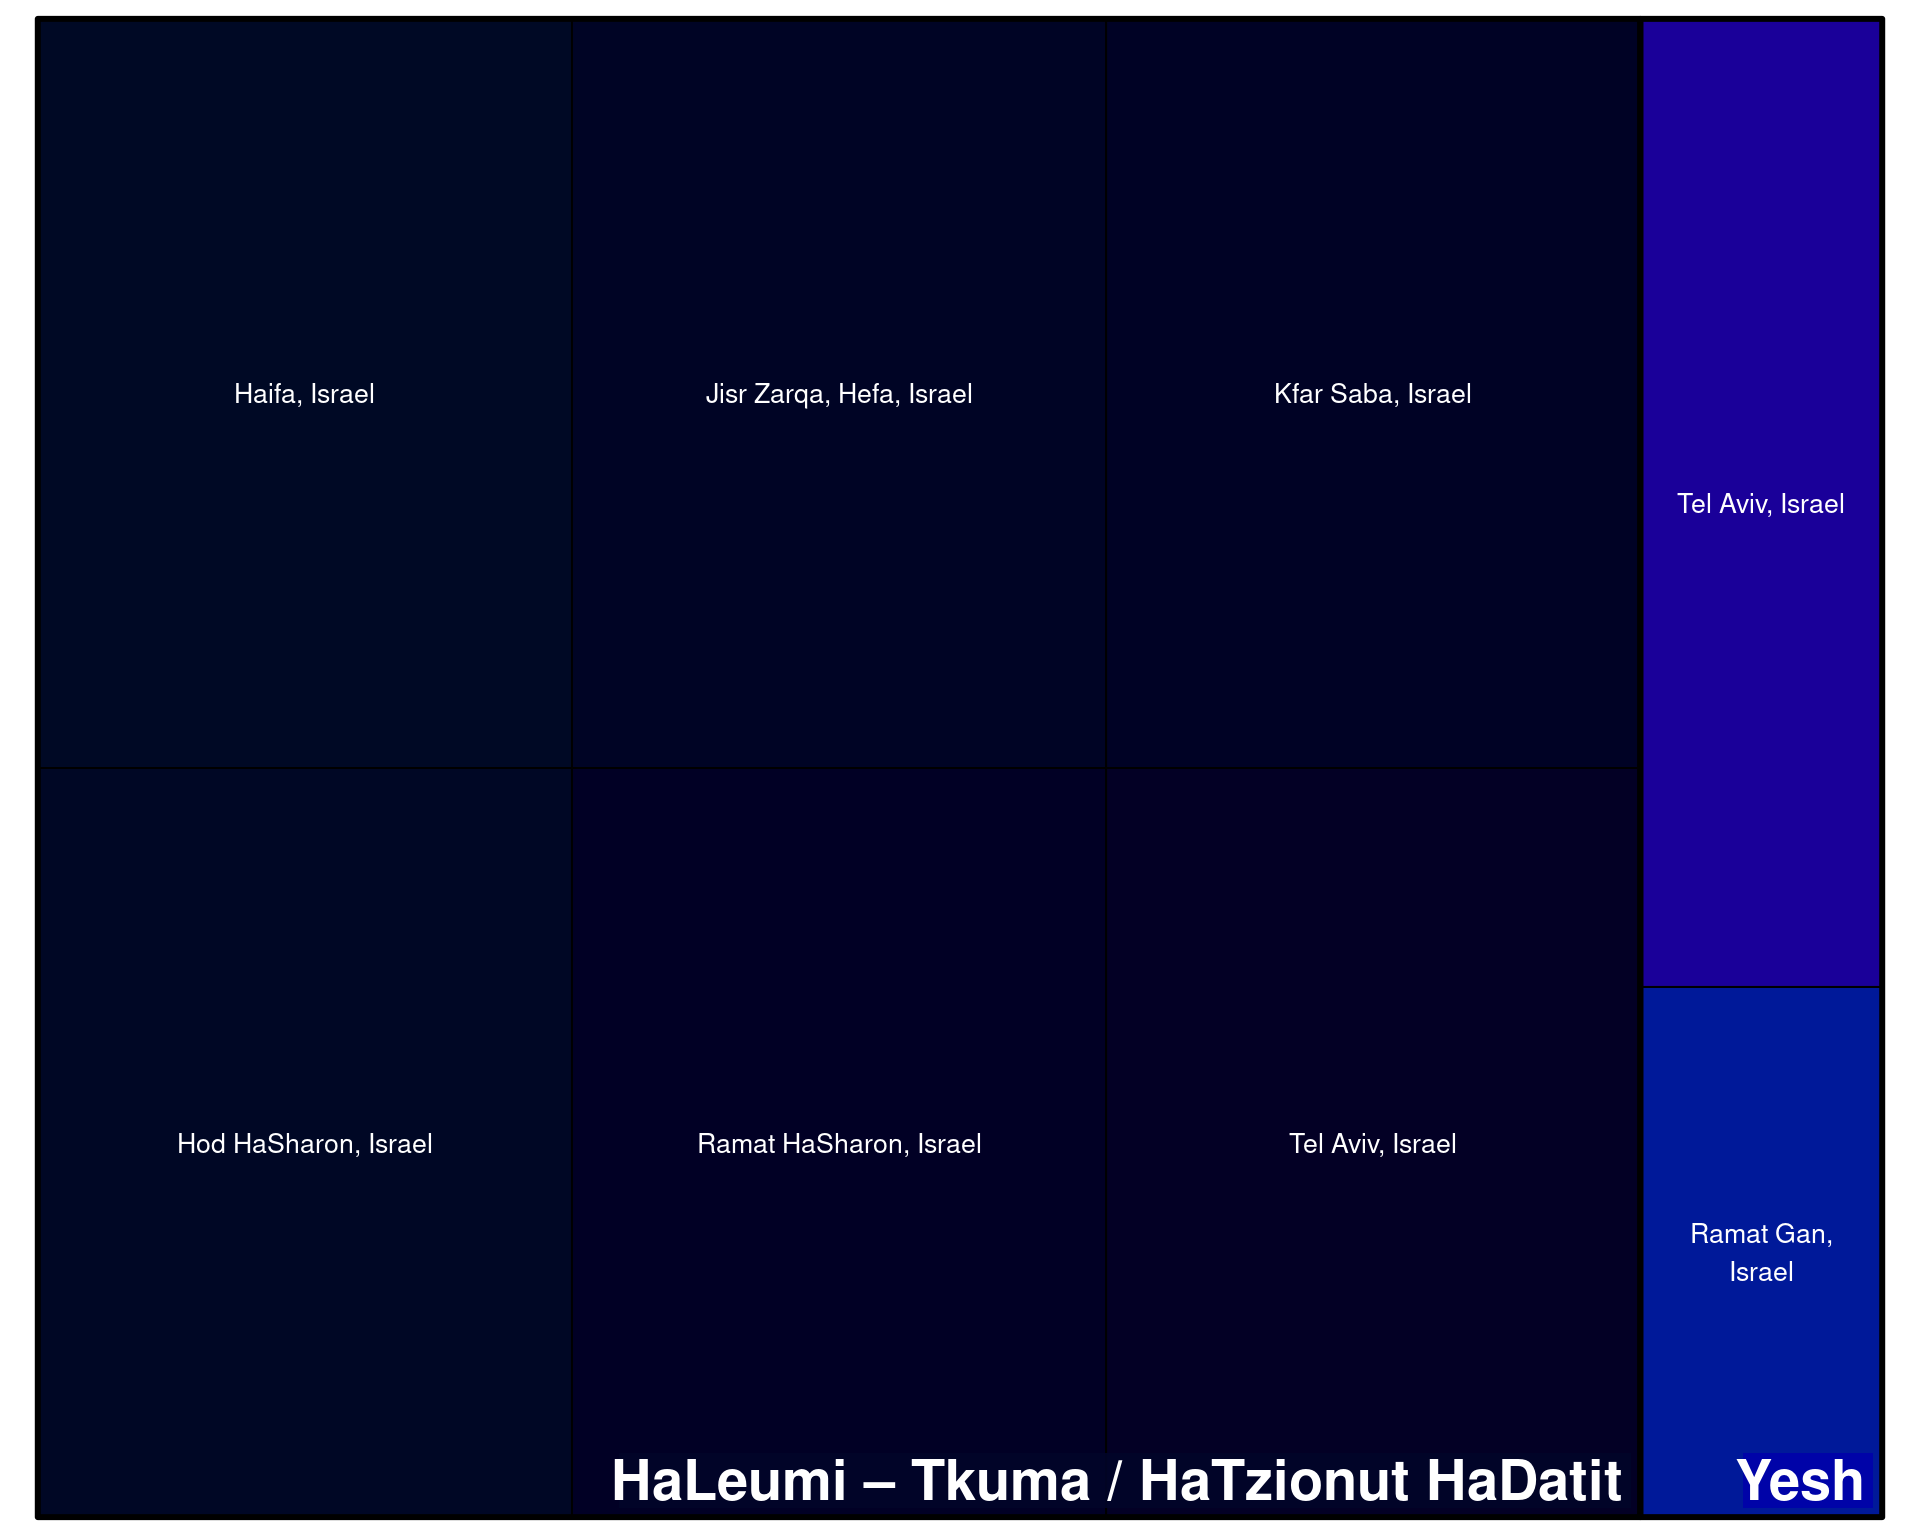 Haifa, Israel
Jisr Zarqa, Hefa, Israel
Kfar Saba, Israel
Tel Aviv, Israel
Hod HaSharon, Israel
Ramat HaSharon, Israel
Tel Aviv, Israel
Ramat Gan,
Israel
HaLeumi – Tkuma / HaTzionut HaDatit
Yesh